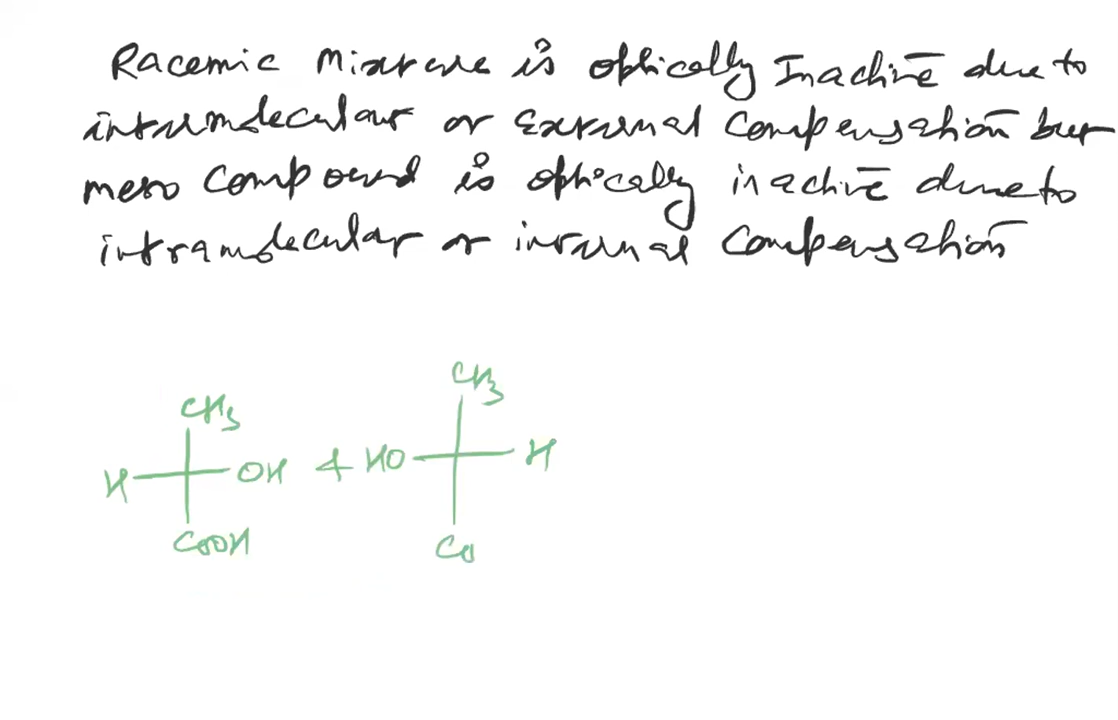 Racemic Mixture is optically Inactive due to
intermolecular or External Compensation but
meso Compound is optically inactive due to
intramolecular or internal Compensation
CH3
CH3
H OH + HO H
COOH
Co